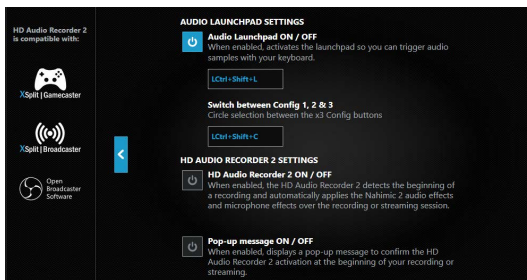 HD Audio Recorder 2
is compatible with:
XSplit | Gamecaster
XSplit | Broadcaster
Open
Broadcaster
Software
AUDIO LAUNCHPAD SETTINGS
Audio Launchpad ON / OFF
When enabled, activates the launchpad so you can trigger audio
samples with your keyboard.
LCtrl+Shift+L
Switch between Config 1, 2 & 3
Circle selection between the x3 Config buttons
LCtrl+Shift+C
HD AUDIO RECORDER 2 SETTINGS
HD Audio Recorder 2 ON / OFF
When enabled, the HD Audio Recorder 2 detects the beginning of
a recording and automatically applies the Nahimic 2 audio effects
and microphone effects over the recording or streaming session.
Pop-up message ON / OFF
When enabled, displays a pop-up message to confirm the HD
Audio Recorder 2 activation at the beginning of your recording or
streaming.